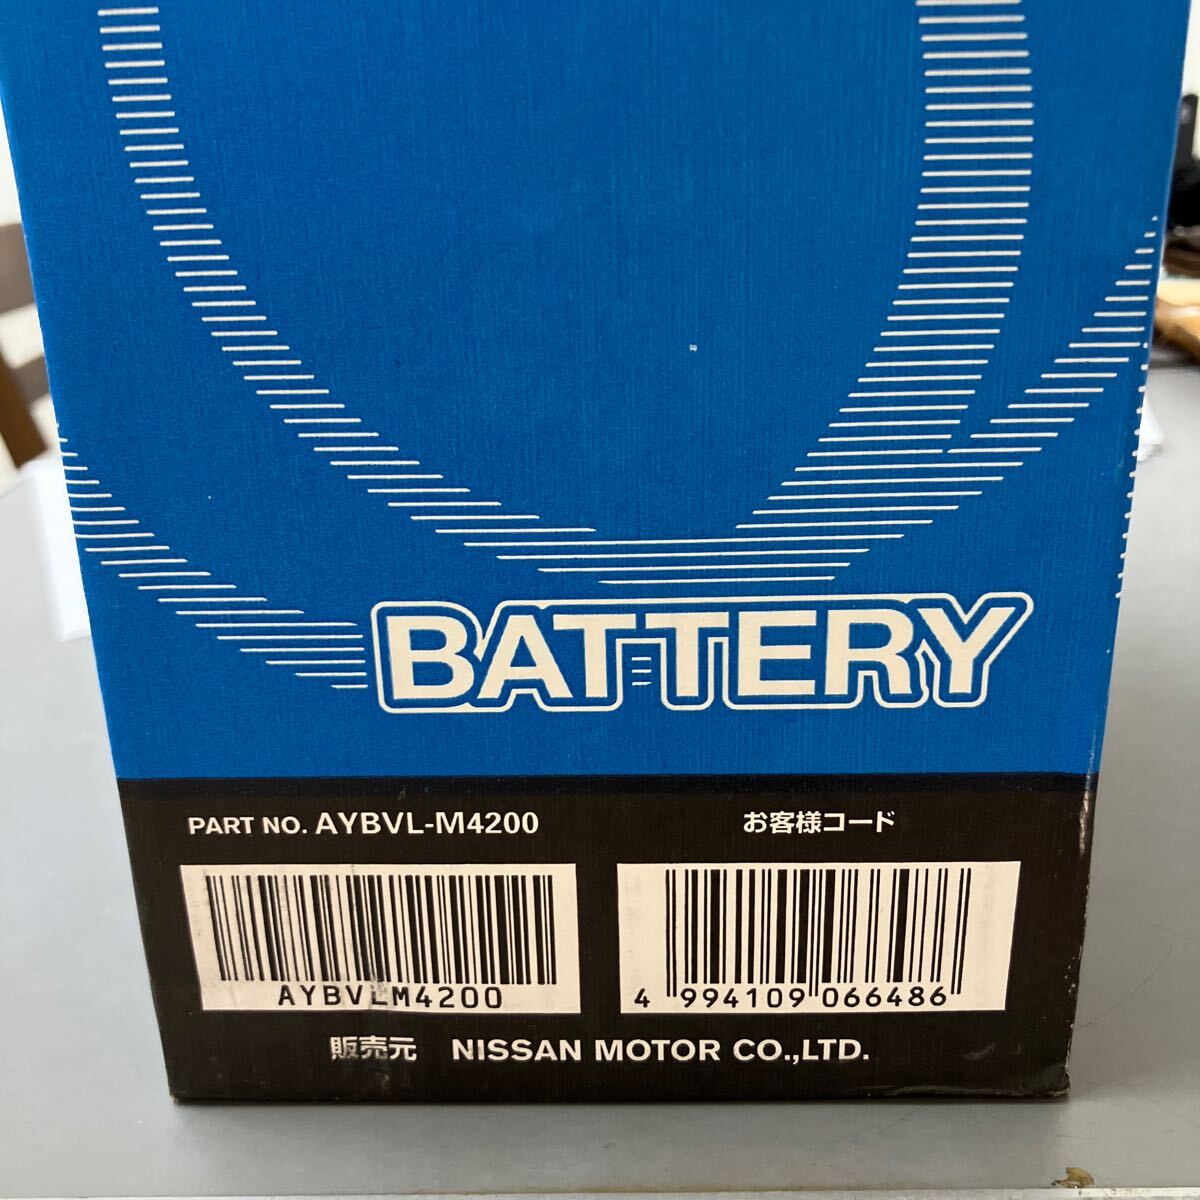 BATTERY
PART NO. AYBVL-M4200
お客様コード
AYBVLM4200
4 994109 066486
販売元 NISSAN MOTOR CO.,LTD.